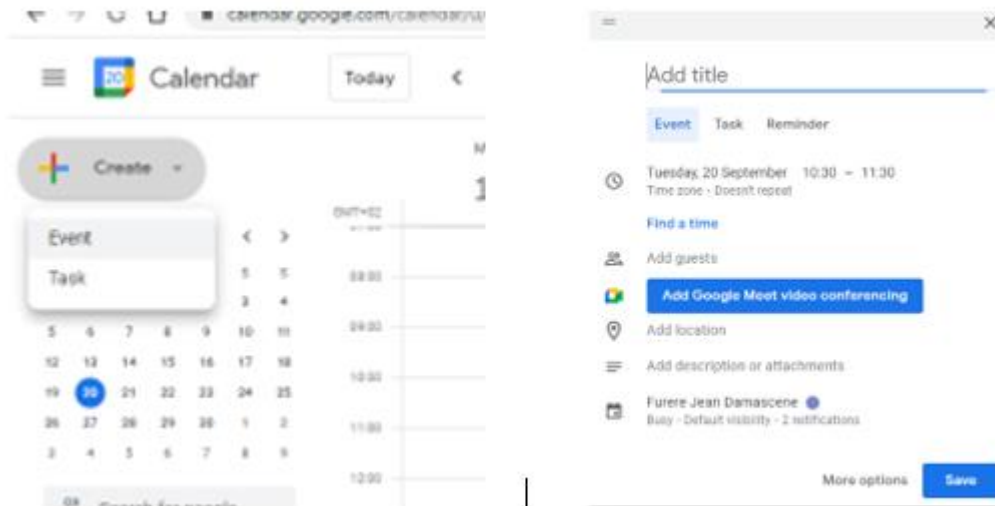 calendar.google.com/calendar/u/
20 Calendar Today
Create
Event
Task
GMT+02
S S
3 4
5 6 7 8 9 10 11
12 13 14 15 16 17 18
19 20 21 22 23 24 25
26 27 28 29 30 1 2
3 4 5 6 7 8 9
08:00
09:00
10:00
11:00
12:00
Add title
Event Task Reminder
Tuesday, 20 September 10:30 – 11:30
Time zone - Doesn't repeat
Find a time
Add guests
Add Google Meet video conferencing
Add location
Add description or attachments
Furere Jean Damascene
Busy - Default visibility - 2 notifications
More options Save